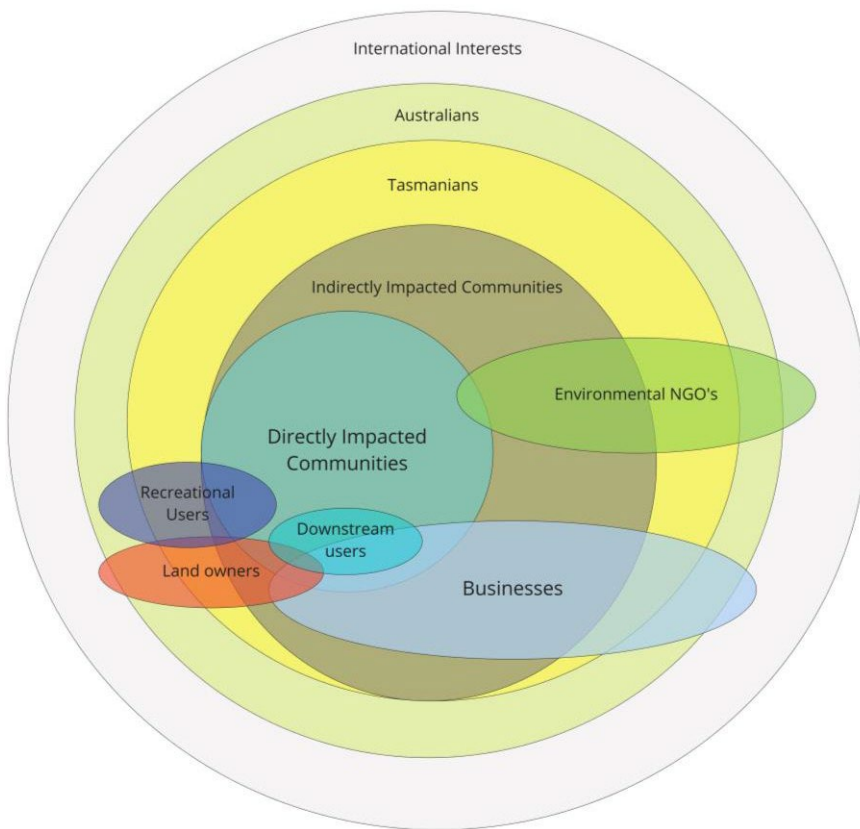 International Interests
Australians
Tasmanians
Indirectly Impacted Communities
Environmental NGO's
Directly Impacted
Communities
Recreational
Users
Downstream
users
Land owners
Businesses